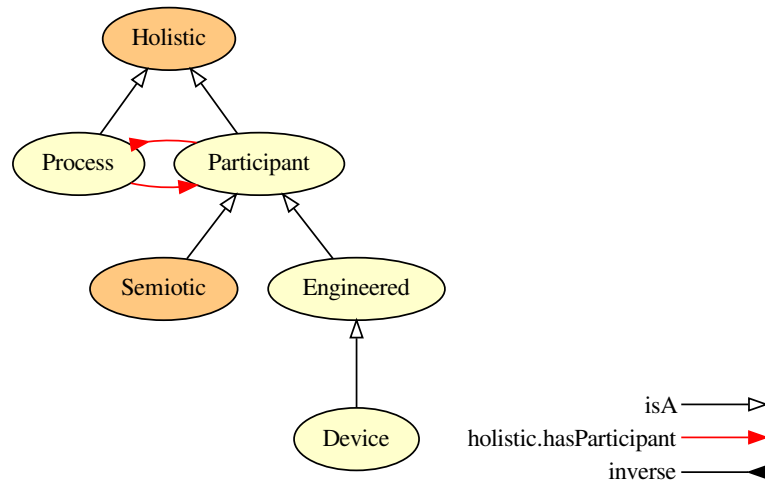 Holistic
Process
Participant
Semiotic
Engineered
Device
isA
holistic.hasParticipant
inverse